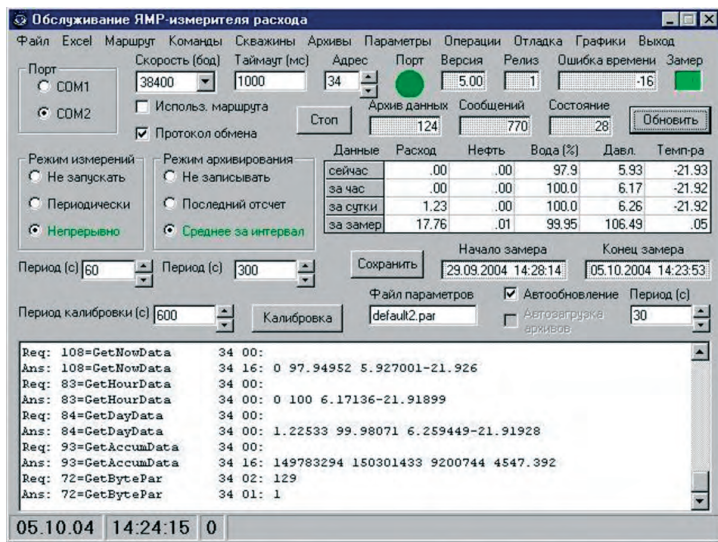 Обслуживание ЯМР-измерителя расхода
Файл Excel Маршрут Команды Скважины Архивы Параметры Операции Отладка Графики Выход
Порт Скорость (бод) Таймаут (мс) Адрес Порт Версия Релиз Ошибка времени Замер
COM1 38400 1000 34 5.00 1 -16
COM2 Использ. маршрута Стоп Архив данных Сообщений Состояние Обновить
Протокол обмена 124 770 28
Режим измерений Режим архивирования Данные Расход Нефть Вода (%) Давл. Темп-ра
Не запускать Не записывать сейчас .00 .00 97.9 5.93 -21.93
за час .00 .00 100.0 6.17 -21.92
Периодически Последний отсчет за сутки 1.23 .00 100.0 6.26 -21.92
Непрерывно Среднее за интервал за замер 17.76 .01 99.95 106.49 .05
Начало замера Конец замера
Период (с) 60 Период (с) 300 Сохранить 29.09.2004 14:28:14 05.10.2004 14:23:53
Файл параметров Автообновление Период (с)
Период калибровки (с) 600 Калибровка default2.par Автозагрузка архивов 30
Req: 108=GetNowData 34 00:
Ans: 108=GetNowData 34 16: 0 97.94952 5.927001-21.926
Req: 83=GetHourData 34 00:
Ans: 83=GetHourData 34 00: 0 100 6.17136-21.91899
Req: 84=GetDayData 34 00:
Ans: 84=GetDayData 34 00: 1.22533 99.98071 6.259449-21.91928
Req: 93=GetAccumData 34 00:
Ans: 93=GetAccumData 34 16: 149783294 150301433 9200744 4547.392
Req: 72=GetBytePar 34 02: 129
Ans: 72=GetBytePar 34 01: 1
05.10.04 14:24:15 0